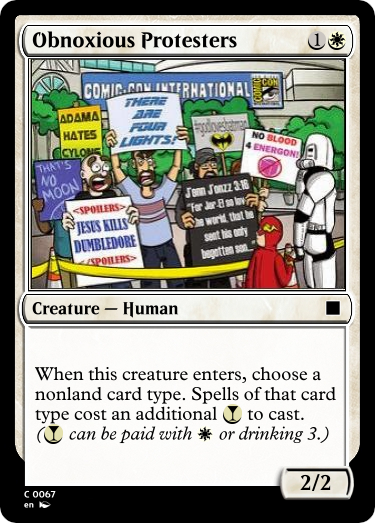 Obnoxious Protesters 1
COMIC-CON INTERNATIONAL
COMIC CON
ADAMA
HATES
CYLONS
THERE
ARE
FOUR
LIGHTS!
#godlovesbatman
NO BLOOD
4 ENERGON!
THAT'S
NO
MOON
<SPOILERS>
JESUS KILLS
DUMBLEDORE
</SPOILERS>
J'onn J'onzz 3:16
"For Jor-El so loved
the world, that he
sent his only
begotten son...
Creature — Human
When this creature enters, choose a
nonland card type. Spells of that card
type cost an additional to cast.
( can be paid with or drinking 3.)
2/2
C 0067
en